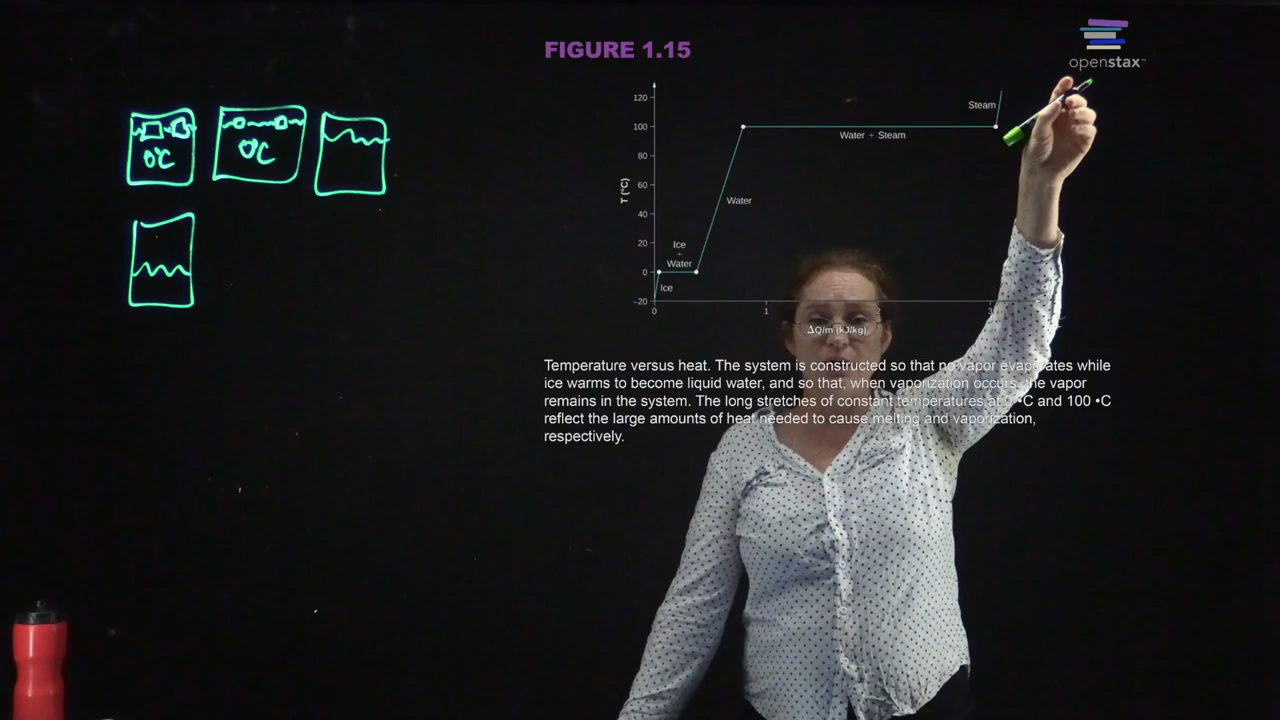 FIGURE 1.15
openstax™
120
100
80
60
40
20
0
–20
T (°C)
Steam
Water + Steam
Water
Ice
+
Water
Ice
0
1
3
ΔQ/m (kJ/kg)
0°C
0°C
Temperature versus heat. The system is constructed so that no vapor evaporates while
ice warms to become liquid water, and so that, when vaporization occurs, the vapor
remains in the system. The long stretches of constant temperatures at 0 •C and 100 •C
reflect the large amounts of heat needed to cause melting and vaporization,
respectively.